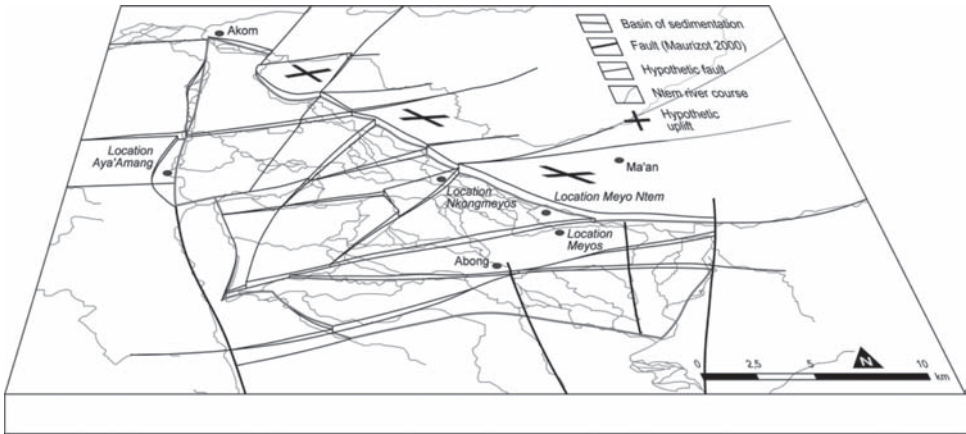 Akom
Basin of sedimentation
Fault (Maurizot 2000)
Hypothetic fault
Ntem river course
Hypothetic
uplift
Location
Aya'Amang
Ma'an
Location
Nkongmeyos
Location Meyo Ntem
Location
Meyos
Abong
N
0 2,5 5 10
km